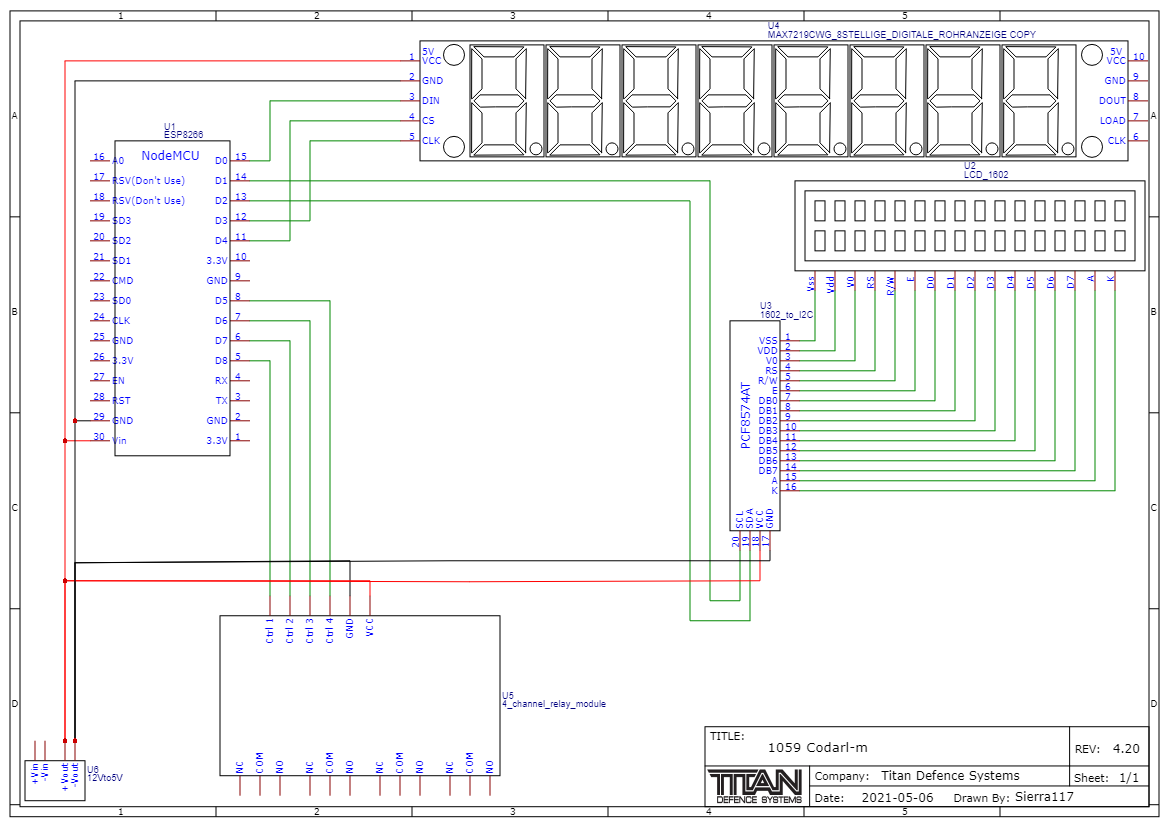 1 2 3 4 5
U4
MAX7219CWG_8STELLIGE_DIGITALE_ROHRANZEIGE COPY
1 5V VCC
2 GND
3 DIN
4 CS
5 CLK
5V VCC 10
GND 9
DOUT 8
LOAD 7
CLK 6
A A
U1
ESP8266
NodeMCU
16 A0 D0 15
17 RSV(Don't Use) D1 14
18 RSV(Don't Use) D2 13
19 SD3 D3 12
20 SD2 D4 11
21 SD1 3.3V 10
22 CMD GND 9
23 SD0 D5 8
24 CLK D6 7
25 GND D7 6
26 3.3V D8 5
27 EN RX 4
28 RST TX 3
29 GND GND 2
30 Vin 3.3V 1
U2
LCD_1602
Vss Vdd V0 RS R/W E D0 D1 D2 D3 D4 D5 D6 D7 A K
B B
U3
1602_to_I2C
PCF8574AT
VSS 1
VDD 2
V0 3
RS 4
R/W 5
E 6
DB0 7
DB1 8
DB2 9
DB3 10
DB4 11
DB5 12
DB6 13
DB7 14
A 15
K 16
SCL SDA VCC GND
20 19 18 17
C C
Ctrl 1 Ctrl 2 Ctrl 3 Ctrl 4 GND VCC
U5
4_channel_relay_module
NC COM NO NC COM NO NC COM NO NC COM NO
D D
+Vin -Vin +Vout -Vout
U6
12Vto5V
TITLE:
1059 Codarl-m
REV: 4.20
TITAN
DEFENCE SYSTEMS
Company: Titan Defence Systems
Sheet: 1/1
Date: 2021-05-06 Drawn By: Sierra117
1 2 3 4 5